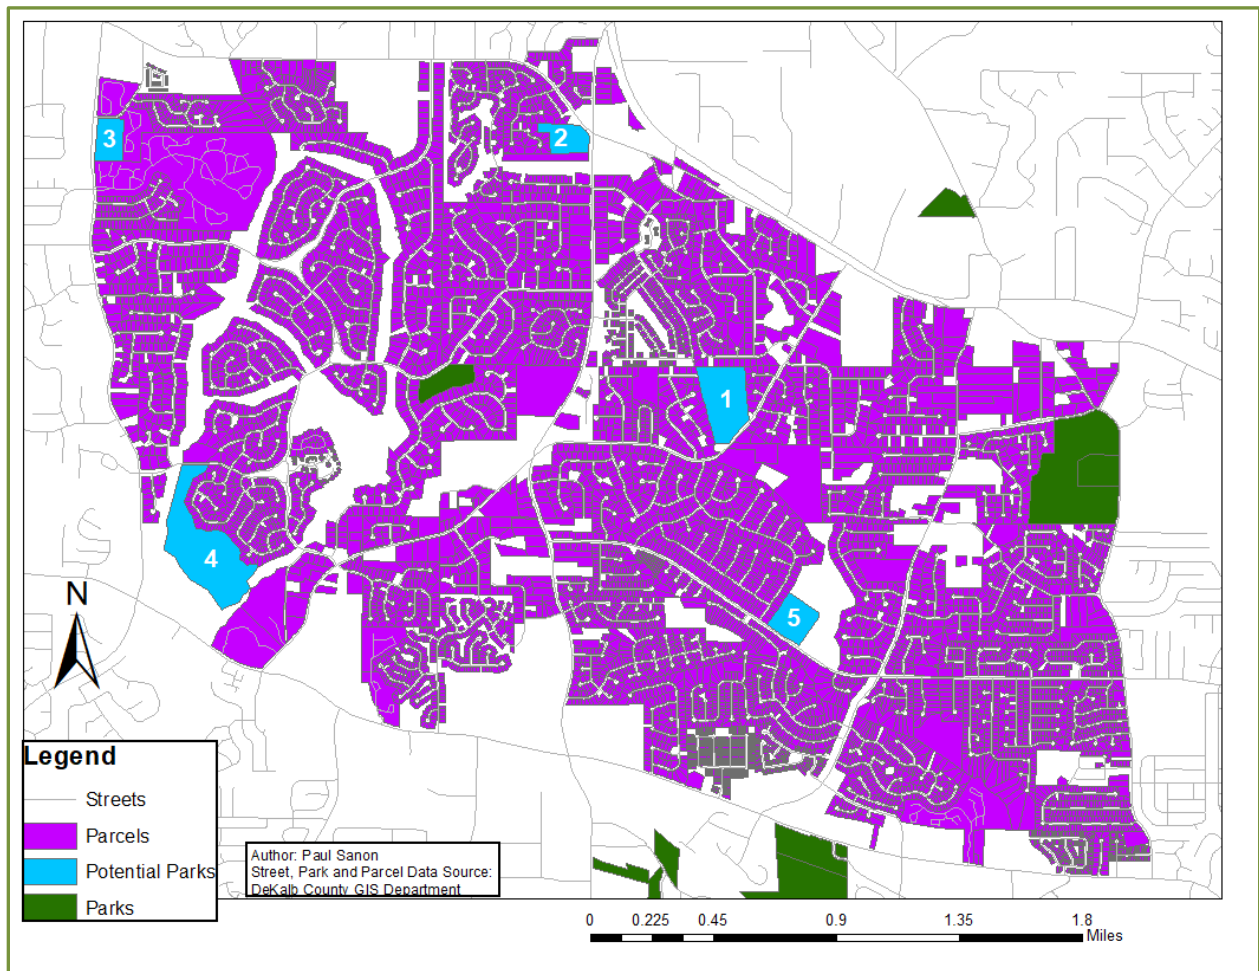 3
2
1
4
5
N
Legend
Streets
Parcels
Potential Parks
Parks
Author: Paul Sanon
Street, Park and Parcel Data Source:
DeKalb County GIS Department
0 0.225 0.45 0.9 1.35 1.8
Miles